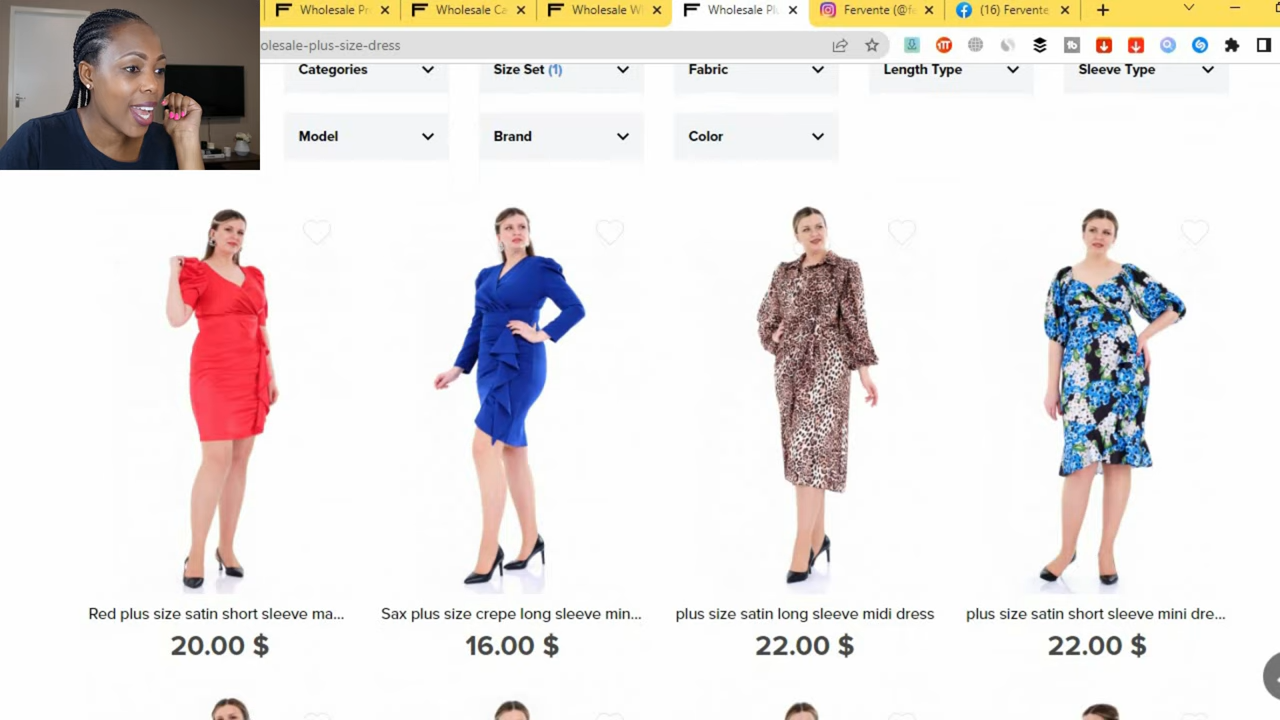 Wholesale Pr
Wholesale Ca
Wholesale W
Wholesale Pl
Fervente (@fe
(16) Fervente
olesale-plus-size-dress
Categories
Size Set (1)
Fabric
Length Type
Sleeve Type
Model
Brand
Color
Red plus size satin short sleeve ma...
Sax plus size crepe long sleeve min...
plus size satin long sleeve midi dress
plus size satin short sleeve mini dre...
20.00 $
16.00 $
22.00 $
22.00 $